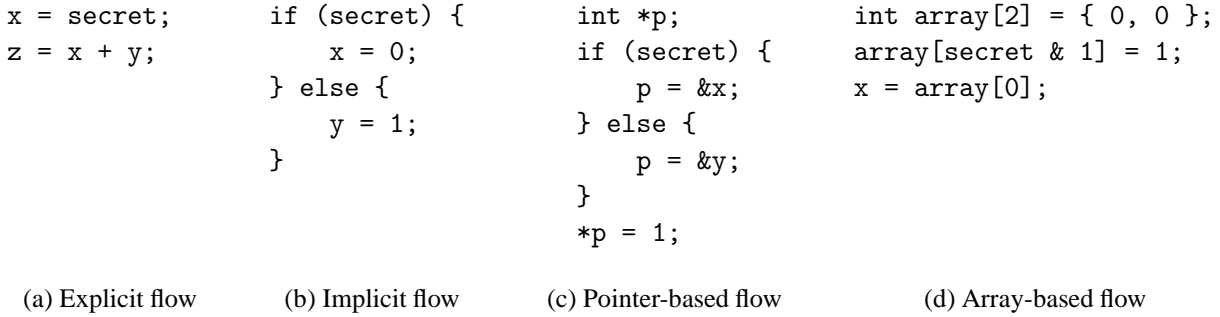 x = secret;
z = x + y;
(a) Explicit flow
if (secret) {
    x = 0;
} else {
    y = 1;
}
(b) Implicit flow
int *p;
if (secret) {
    p = &x;
} else {
    p = &y;
}
*p = 1;
(c) Pointer-based flow
int array[2] = { 0, 0 };
array[secret & 1] = 1;
x = array[0];
(d) Array-based flow